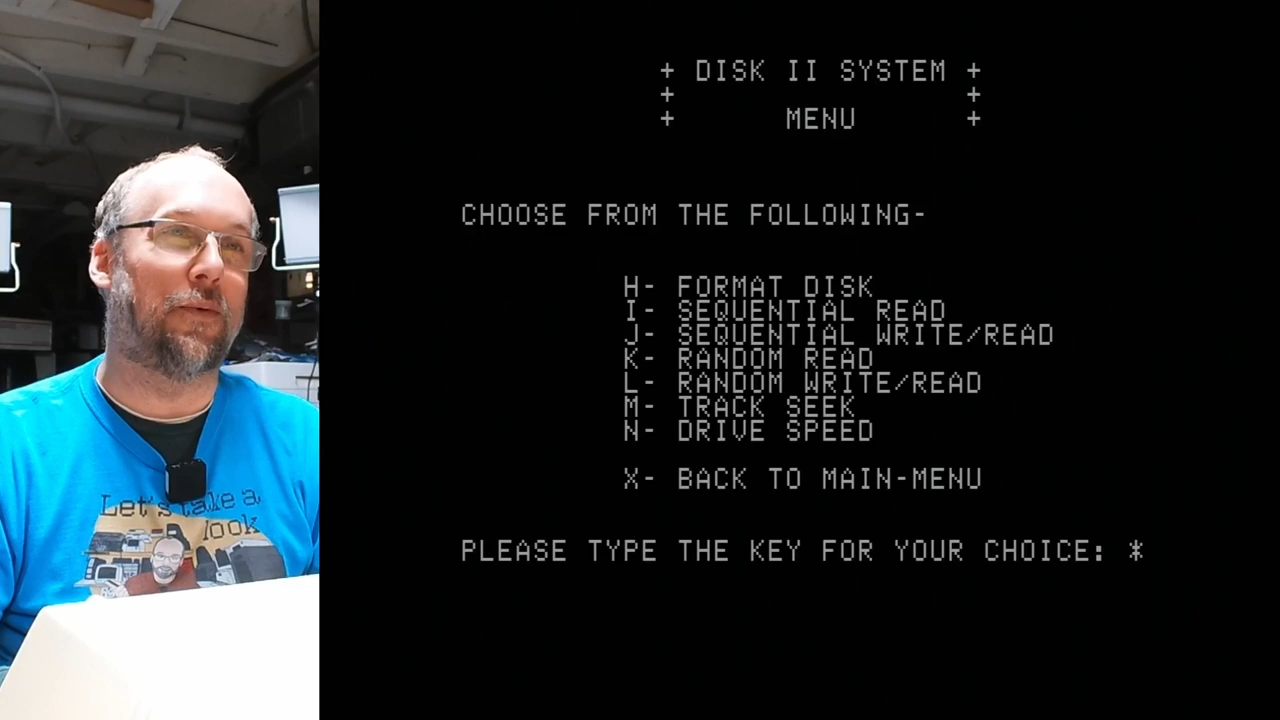 + DISK II SYSTEM +
+ +
+ MENU +
CHOOSE FROM THE FOLLOWING-
H- FORMAT DISK
I- SEQUENTIAL READ
J- SEQUENTIAL WRITE/READ
K- RANDOM READ
L- RANDOM WRITE/READ
M- TRACK SEEK
N- DRIVE SPEED
X- BACK TO MAIN-MENU
PLEASE TYPE THE KEY FOR YOUR CHOICE: *
Let's take a
look